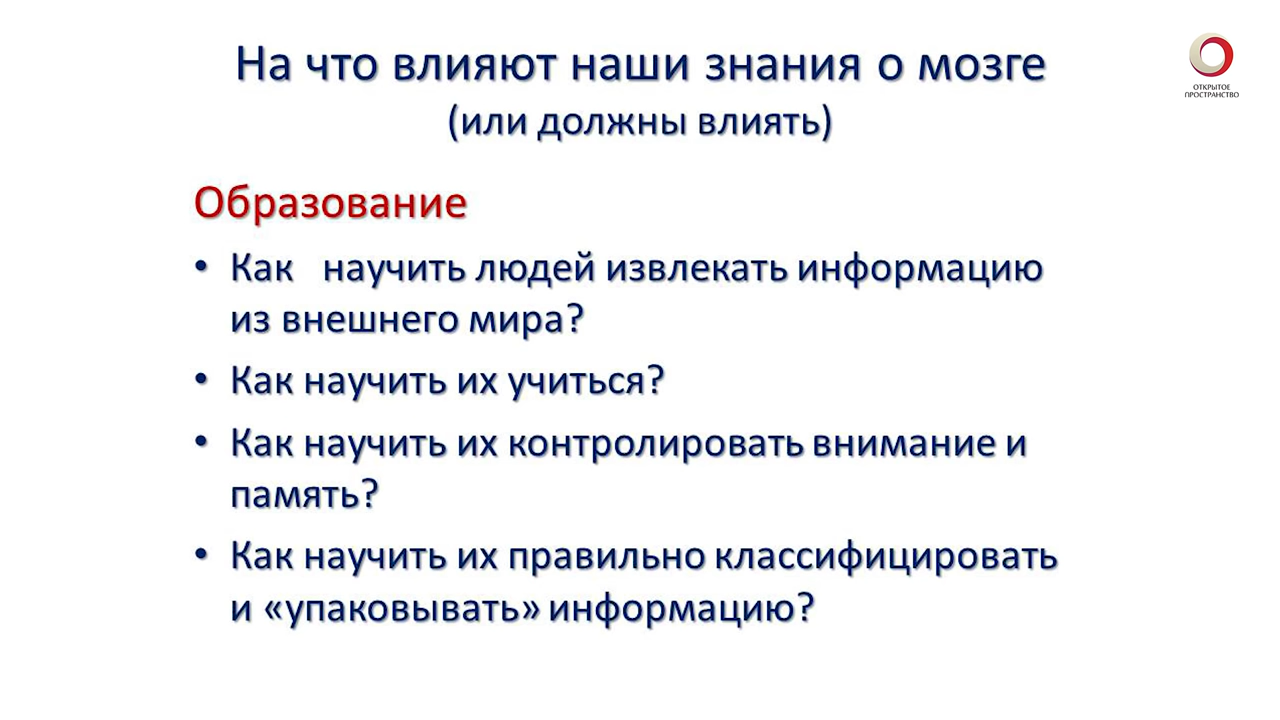 На что влияют наши знания о мозге
(или должны влиять)
ОТКРЫТОЕ
ПРОСТРАНСТВО
Образование
• Как научить людей извлекать информацию
из внешнего мира?
• Как научить их учиться?
• Как научить их контролировать внимание и
память?
• Как научить их правильно классифицировать
и «упаковывать» информацию?